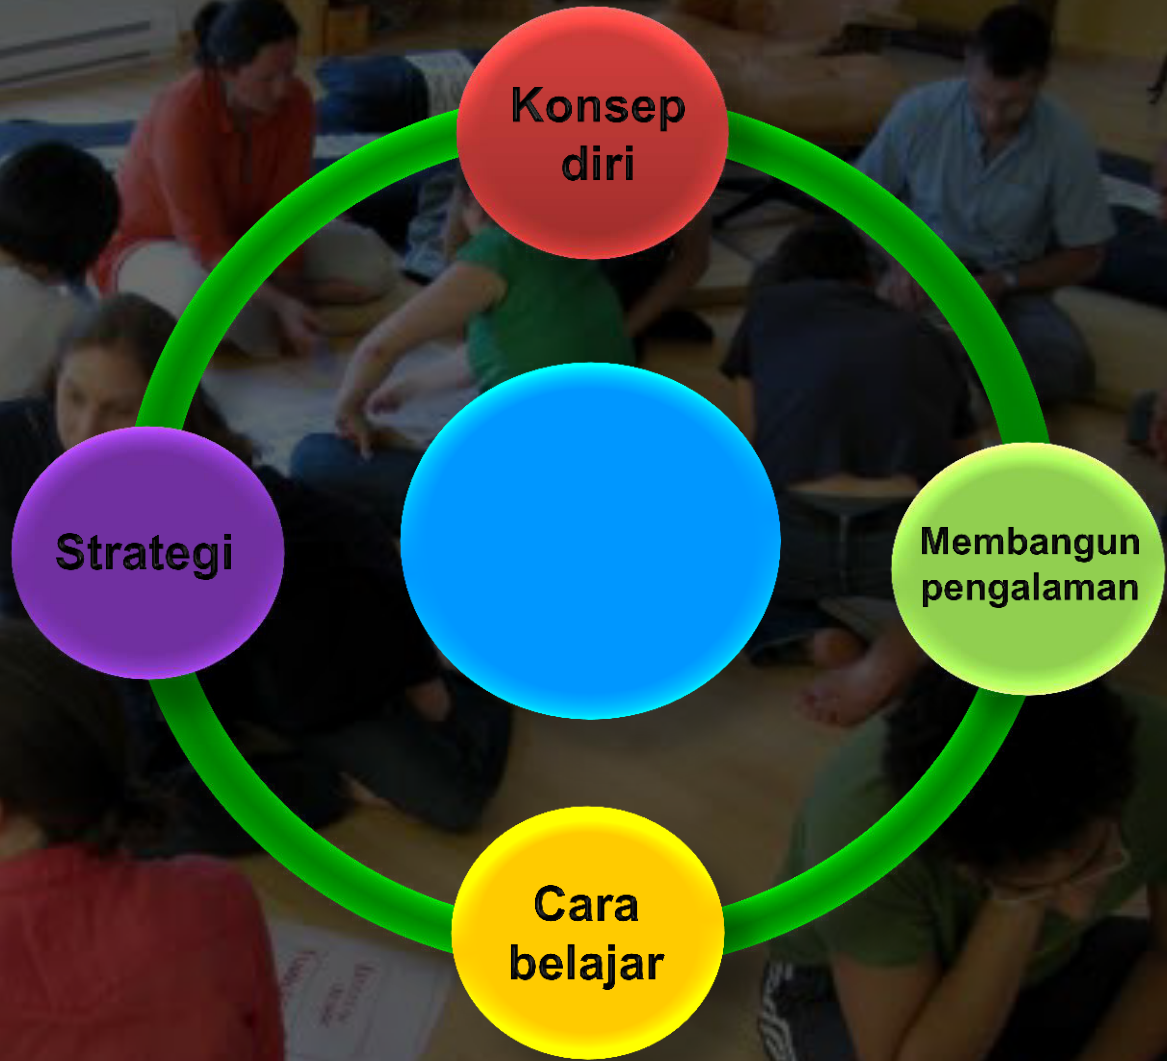 Konsep
diri
Strategi
Membangun
pengalaman
Cara
belajar